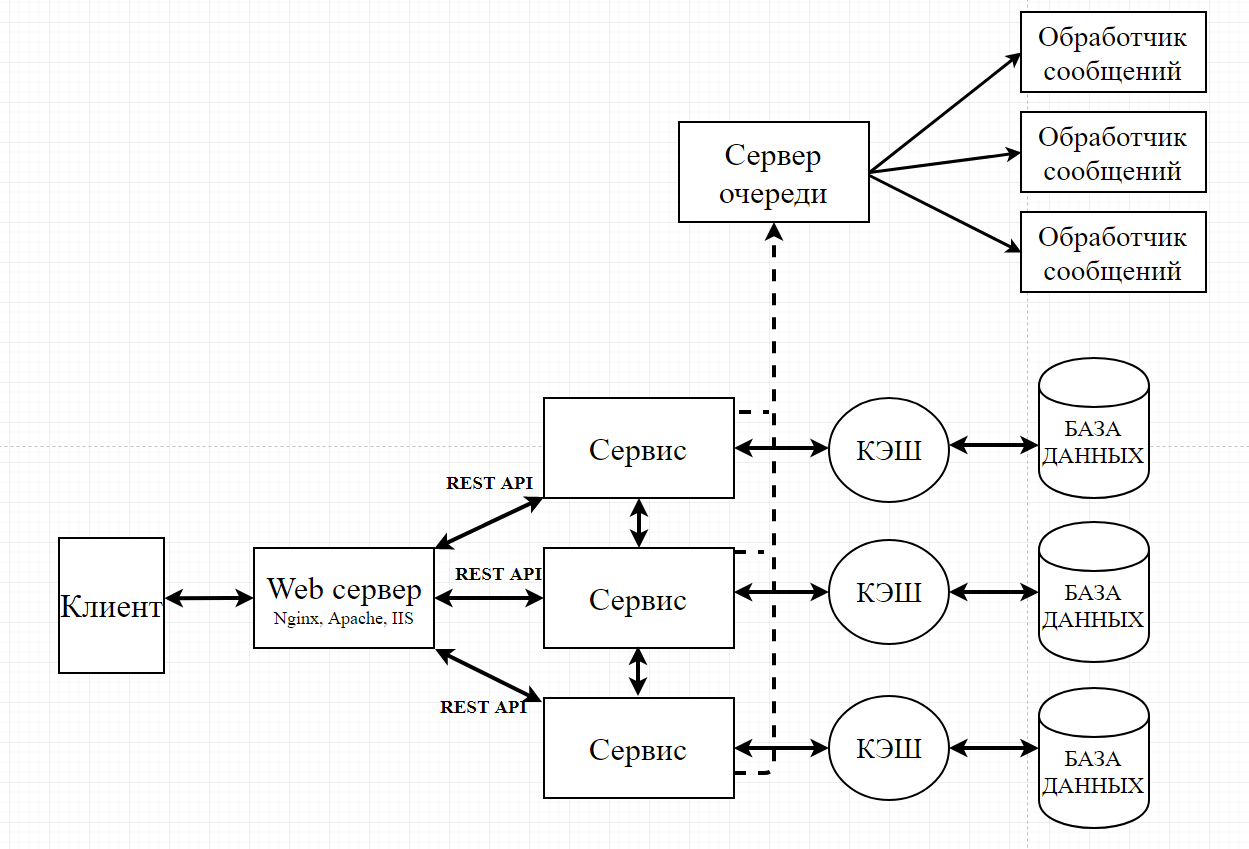 Обработчик
сообщений
Сервер
очереди
Обработчик
сообщений
Обработчик
сообщений
Сервис
КЭШ
БАЗА
ДАННЫХ
REST API
Клиент
Web сервер
Nginx, Apache, IIS
REST API
Сервис
КЭШ
БАЗА
ДАННЫХ
REST API
Сервис
КЭШ
БАЗА
ДАННЫХ